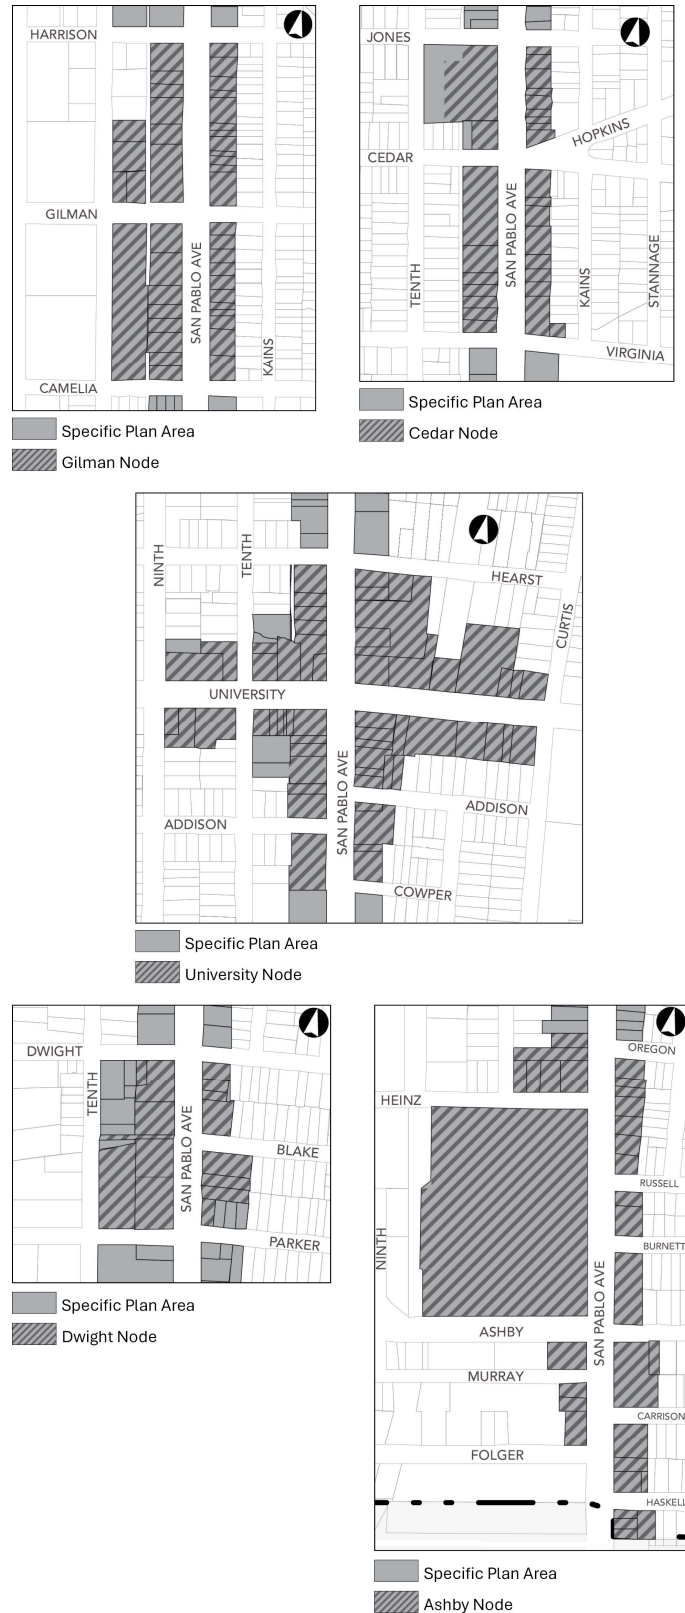 HARRISON
GILMAN
SAN PABLO AVE
KAINS
CAMELIA
Specific Plan Area
Gilman Node
JONES
HOPKINS
CEDAR
SAN PABLO AVE
TENTH
KAINS
STANNAGE
VIRGINIA
Specific Plan Area
Cedar Node
NINTH
TENTH
HEARST
CURTIS
UNIVERSITY
SAN PABLO AVE
ADDISON
ADDISON
COWPER
Specific Plan Area
University Node
DWIGHT
TENTH
SAN PABLO AVE
BLAKE
PARKER
Specific Plan Area
Dwight Node
OREGON
HEINZ
RUSSELL
NINTH
BURNETT
SAN PABLO AVE
ASHBY
MURRAY
CARRISON
FOLGER
HASKELL
Specific Plan Area
Ashby Node